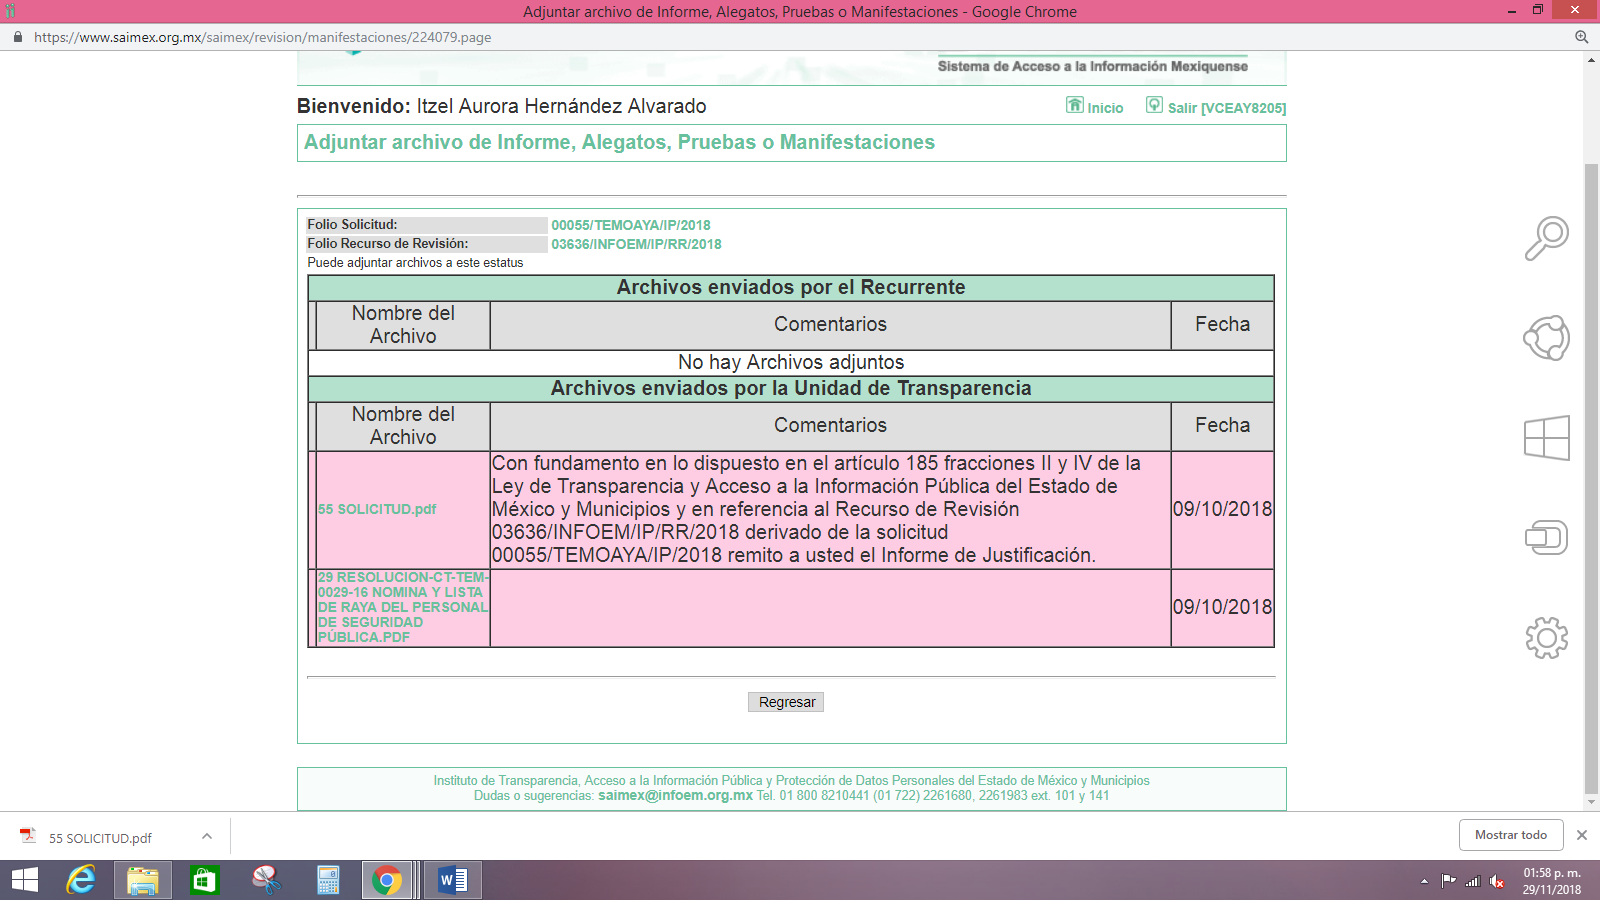 Adjuntar archivo de Informe, Alegatos, Pruebas o Manifestaciones - Google Chrome
https://www.saimex.org.mx/saimex/revision/manifestaciones/224079.page
Sistema de Acceso a la Información Mexiquense
Bienvenido: Itzel Aurora Hernández Alvarado
Inicio
Salir [VCEAY8205]
Adjuntar archivo de Informe, Alegatos, Pruebas o Manifestaciones
Folio Solicitud: 00055/TEMOAYA/IP/2018
Folio Recurso de Revisión: 03636/INFOEM/IP/RR/2018
Puede adjuntar archivos a este estatus
Archivos enviados por el Recurrente
Nombre del
Archivo
Comentarios
Fecha
No hay Archivos adjuntos
Archivos enviados por la Unidad de Transparencia
Nombre del
Archivo
Comentarios
Fecha
55 SOLICITUD.pdf
Con fundamento en lo dispuesto en el artículo 185 fracciones II y IV de la
Ley de Transparencia y Acceso a la Información Pública del Estado de
México y Municipios y en referencia al Recurso de Revisión
03636/INFOEM/IP/RR/2018 derivado de la solicitud
00055/TEMOAYA/IP/2018 remito a usted el Informe de Justificación.
09/10/2018
29 RESOLUCION-CT-TEM-
0029-16 NOMINA Y LISTA
DE RAYA DEL PERSONAL
DE SEGURIDAD
PÚBLICA.PDF
09/10/2018
Regresar
Instituto de Transparencia, Acceso a la Información Pública y Protección de Datos Personales del Estado de México y Municipios
Dudas o sugerencias: saimex@infoem.org.mx Tel. 01 800 8210441 (01 722) 2261680, 2261983 ext. 101 y 141
55 SOLICITUD.pdf
Mostrar todo
01:58 p. m.
29/11/2018